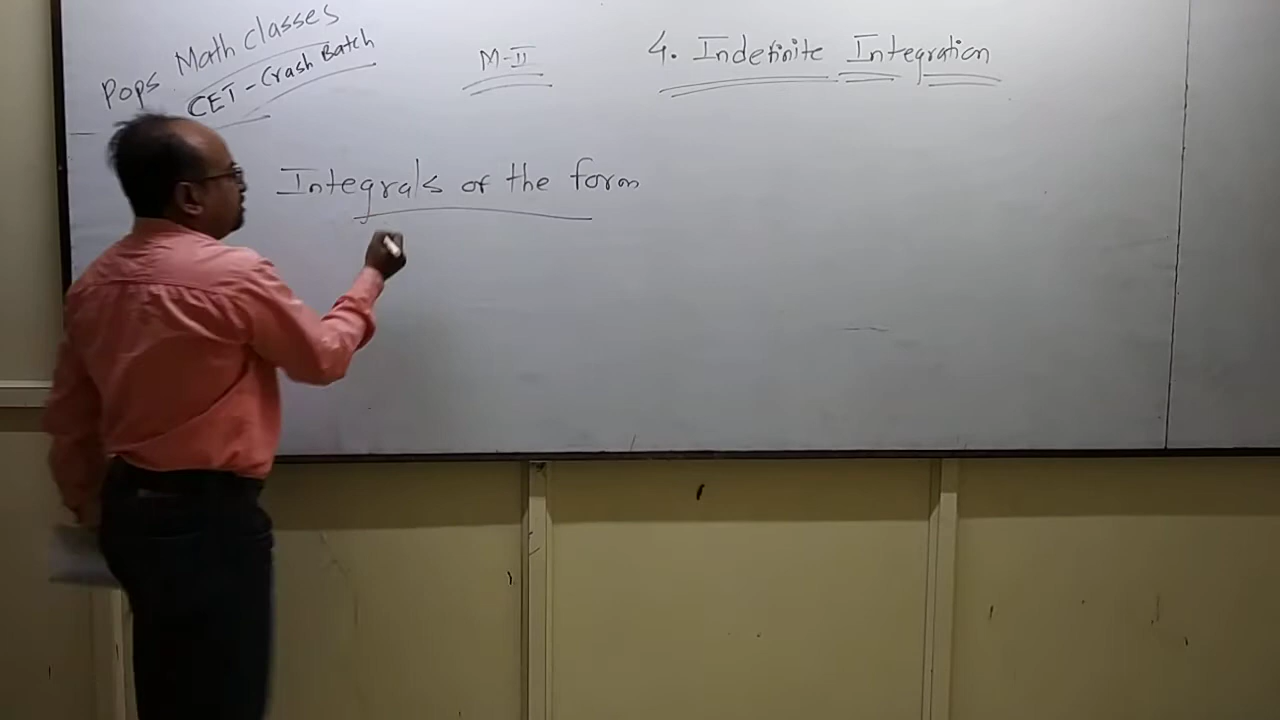 Pops Math classes
CET - Crash Batch
M-II
4. Indefinite Integration
Integrals of the form